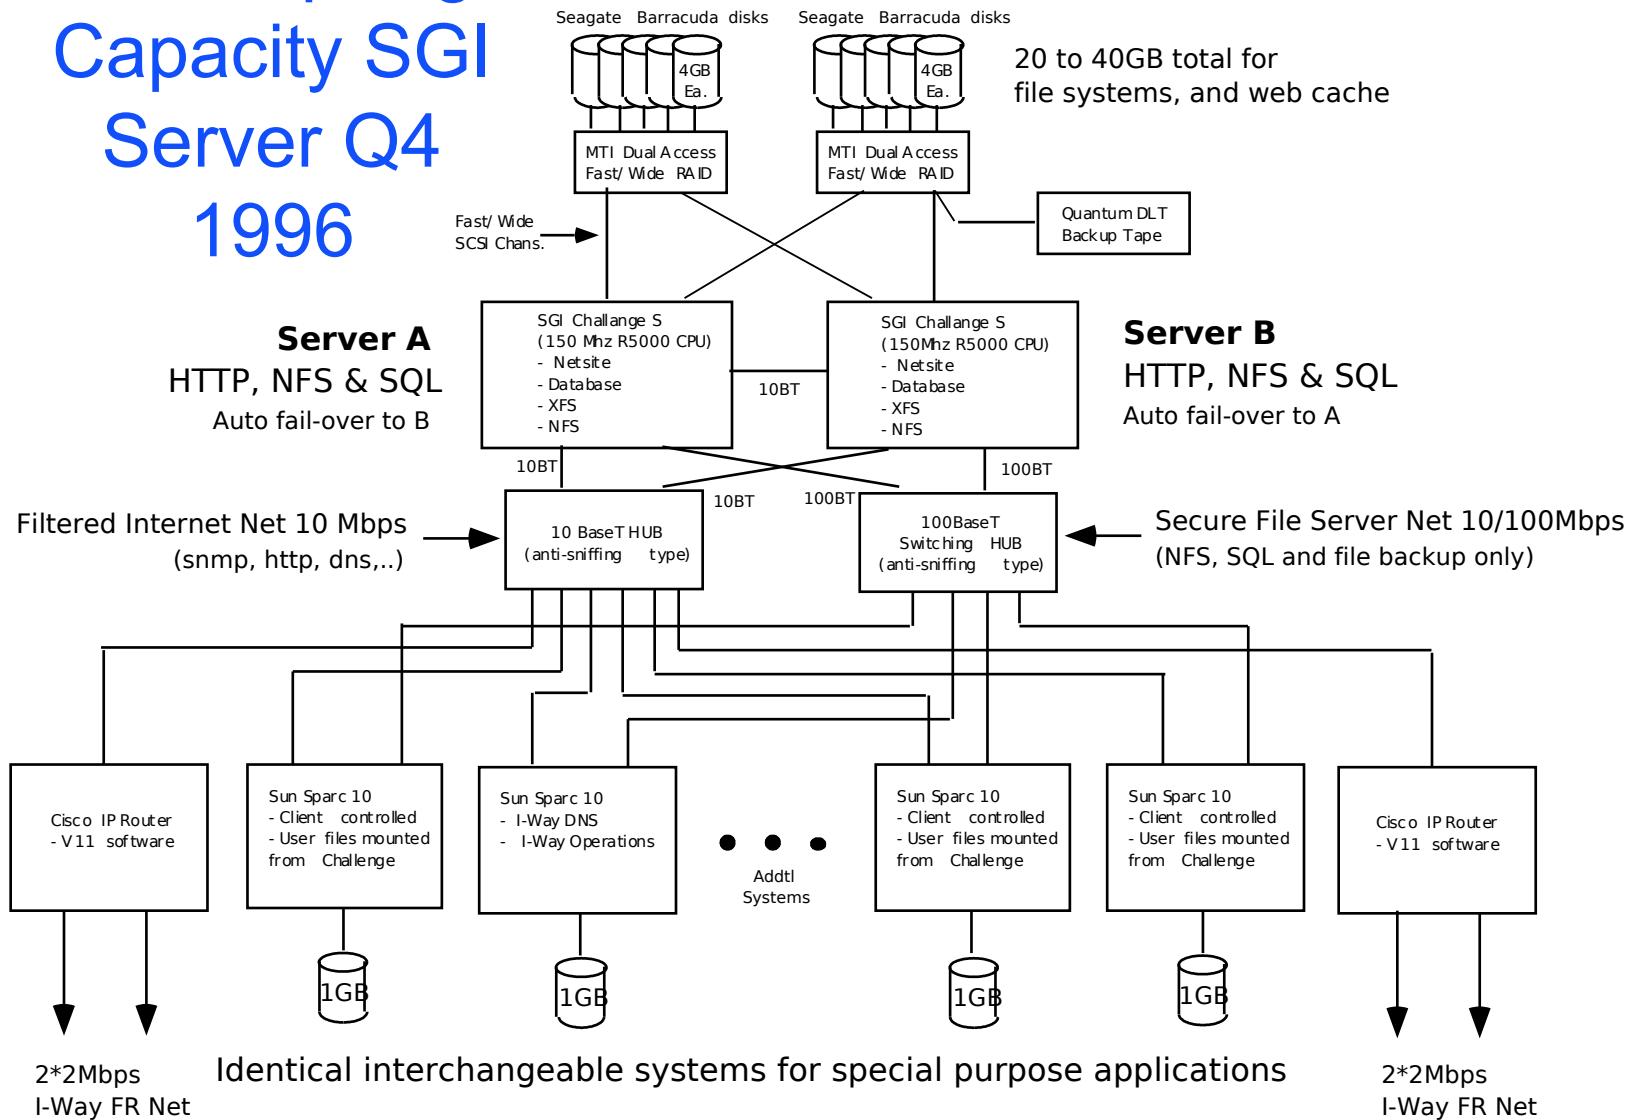 Capacity SGI
Server Q4
1996
Seagate Barracuda disks
Seagate Barracuda disks
4GB
Ea.
4GB
Ea.
20 to 40GB total for
file systems, and web cache
MTI Dual Access
Fast/Wide RAID
MTI Dual Access
Fast/Wide RAID
Fast/Wide
SCSI Chans.
Quantum DLT
Backup Tape
Server A
HTTP, NFS & SQL
Auto fail-over to B
SGI Challange S
(150 Mhz R5000 CPU)
- Netsite
- Database
- XFS
- NFS
10BT
SGI Challange S
(150Mhz R5000 CPU)
- Netsite
- Database
- XFS
- NFS
Server B
HTTP, NFS & SQL
Auto fail-over to A
10BT
10BT
100BT
100BT
Filtered Internet Net 10 Mbps
(snmp, http, dns,..)
10 BaseT HUB
(anti-sniffing type)
100BaseT
Switching HUB
(anti-sniffing type)
Secure File Server Net 10/100Mbps
(NFS, SQL and file backup only)
Cisco IP Router
- V11 software
Sun Sparc 10
- Client controlled
- User files mounted
from Challenge
Sun Sparc 10
- I-Way DNS
- I-Way Operations
Addtl
Systems
Sun Sparc 10
- Client controlled
- User files mounted
from Challenge
Sun Sparc 10
- Client controlled
- User files mounted
from Challenge
Cisco IP Router
- V11 software
1GB
1GB
1GB
1GB
2*2Mbps
I-Way FR Net
Identical interchangeable systems for special purpose applications
2*2Mbps
I-Way FR Net